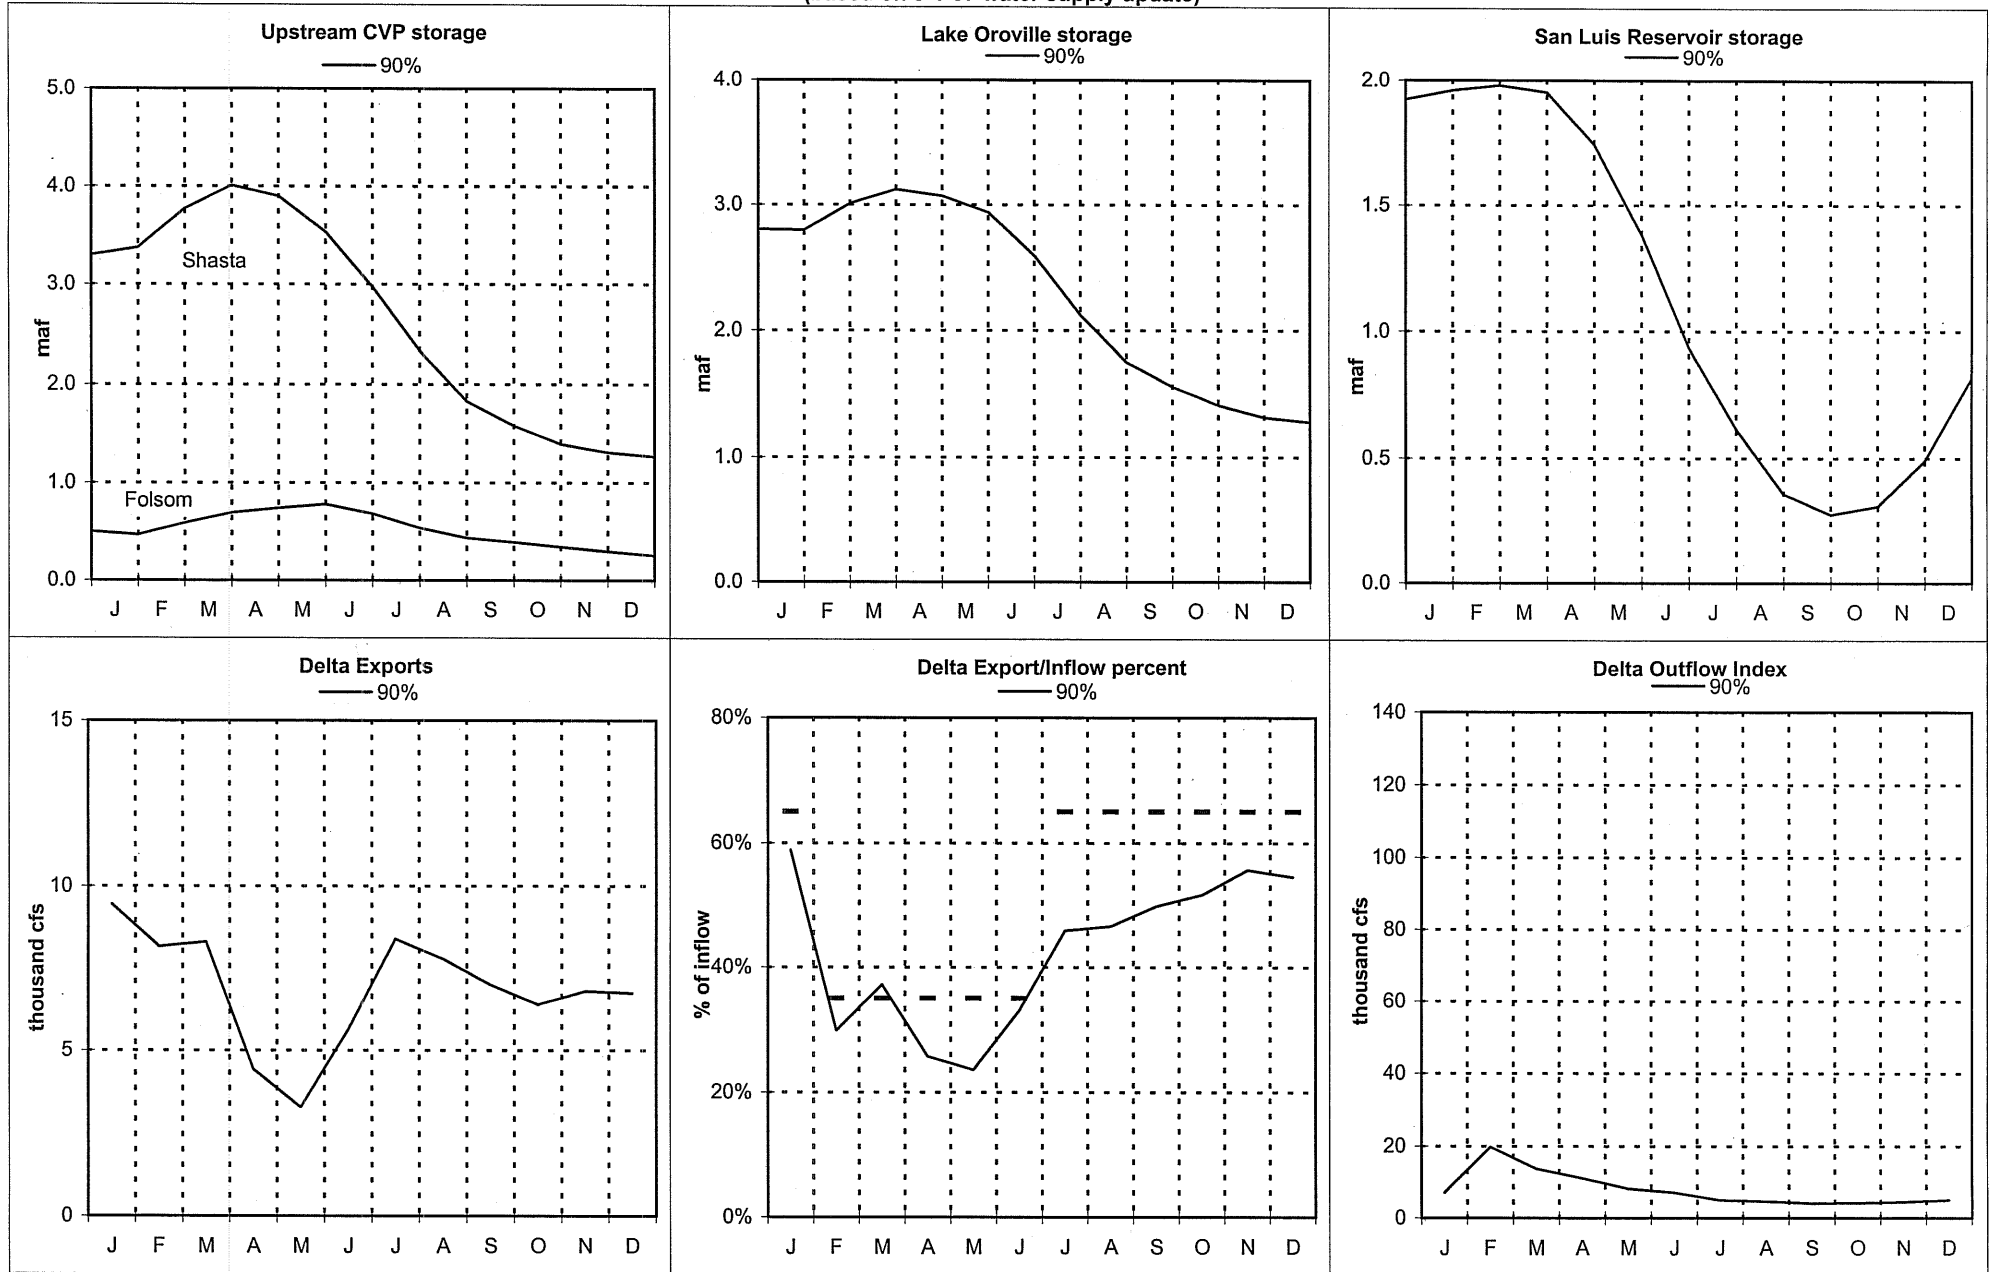 Upstream CVP storage
90%
5.0
4.0
3.0
2.0
1.0
0.0
maf
Shasta
Folsom
J F M A M J J A S O N D
Lake Oroville storage
90%
4.0
3.0
2.0
1.0
0.0
maf
J F M A M J J A S O N D
San Luis Reservoir storage
90%
2.0
1.5
1.0
0.5
0.0
maf
J F M A M J J A S O N D
Delta Exports
90%
15
10
5
0
thousand cfs
J F M A M J J A S O N D
Delta Export/Inflow percent
90%
80%
60%
40%
20%
0%
% of inflow
J F M A M J J A S O N D
Delta Outflow Index
90%
140
120
100
80
60
40
20
0
thousand cfs
J F M A M J J A S O N D